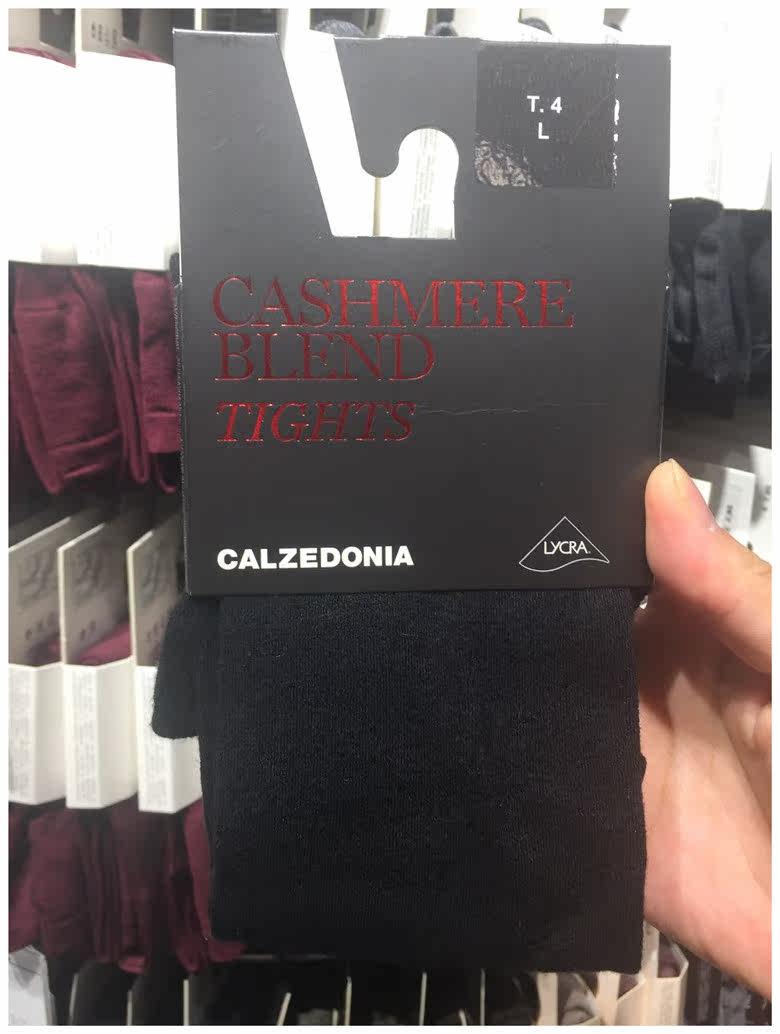 T. 4
L
CASHMERE
BLEND
TIGHTS
CALZEDONIA
LYCRA